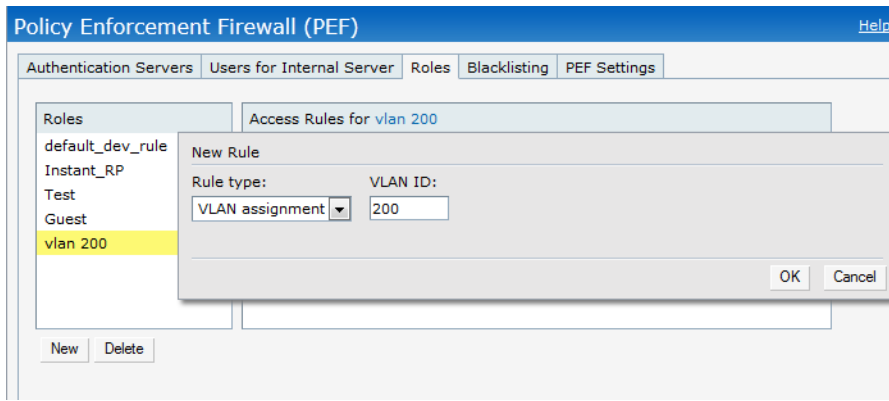 Policy Enforcement Firewall (PEF)
Help
Authentication Servers Users for Internal Server Roles Blacklisting PEF Settings
Roles
Access Rules for vlan 200
default_dev_rule
Instant_RP
Test
Guest
vlan 200
New Rule
Rule type: VLAN ID:
VLAN assignment 200
OK Cancel
New Delete